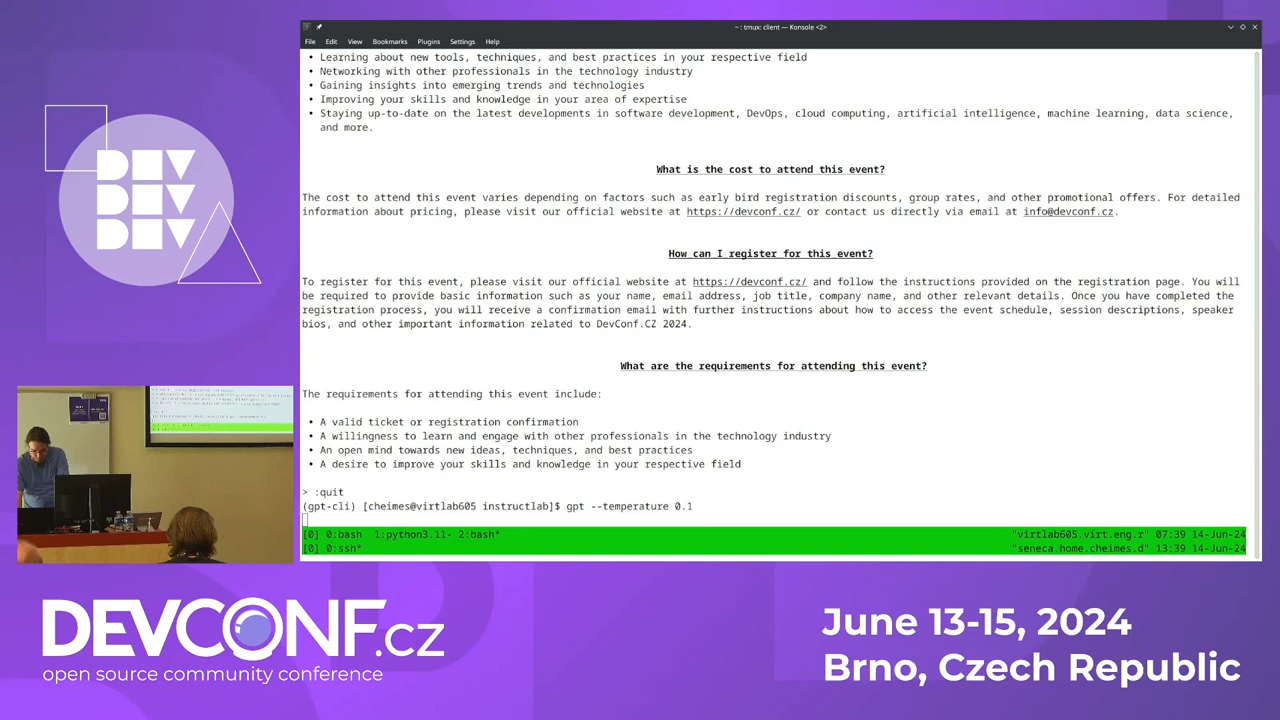 ~ : tmux: client — Konsole <2>
File Edit View Bookmarks Plugins Settings Help
• Learning about new tools, techniques, and best practices in your respective field
• Networking with other professionals in the technology industry
• Gaining insights into emerging trends and technologies
• Improving your skills and knowledge in your area of expertise
• Staying up-to-date on the latest developments in software development, DevOps, cloud computing, artificial intelligence, machine learning, data science,
and more.
What is the cost to attend this event?
The cost to attend this event varies depending on factors such as early bird registration discounts, group rates, and other promotional offers. For detailed
information about pricing, please visit our official website at https://devconf.cz/ or contact us directly via email at info@devconf.cz.
How can I register for this event?
To register for this event, please visit our official website at https://devconf.cz/ and follow the instructions provided on the registration page. You will
be required to provide basic information such as your name, email address, job title, company name, and other relevant details. Once you have completed the
registration process, you will receive a confirmation email with further instructions about how to access the event schedule, session descriptions, speaker
bios, and other important information related to DevConf.CZ 2024.
What are the requirements for attending this event?
The requirements for attending this event include:
• A valid ticket or registration confirmation
• A willingness to learn and engage with other professionals in the technology industry
• An open mind towards new ideas, techniques, and best practices
• A desire to improve your skills and knowledge in your respective field
> :quit
(gpt-cli) [cheimes@virtlab605 instructlab]$ gpt --temperature 0.1
[0] 0:bash 1:python3.11- 2:bash* "virtlab605.virt.eng.r" 07:39 14-Jun-24
[0] 0:ssh* "seneca.home.cheimes.d" 13:39 14-Jun-24
DEV
DEV
DEV
DEVCONF.cz
open source community conference
June 13-15, 2024
Brno, Czech Republic